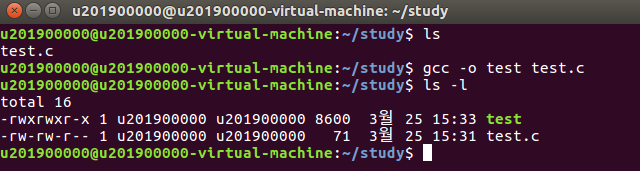 u201900000@u201900000-virtual-machine: ~/study
u201900000@u201900000-virtual-machine:~/study$ ls
test.c
u201900000@u201900000-virtual-machine:~/study$ gcc -o test test.c
u201900000@u201900000-virtual-machine:~/study$ ls -l
total 16
-rwxrwxr-x 1 u201900000 u201900000 8600  3월 25 15:33 test
-rw-rw-r-- 1 u201900000 u201900000   71  3월 25 15:31 test.c
u201900000@u201900000-virtual-machine:~/study$